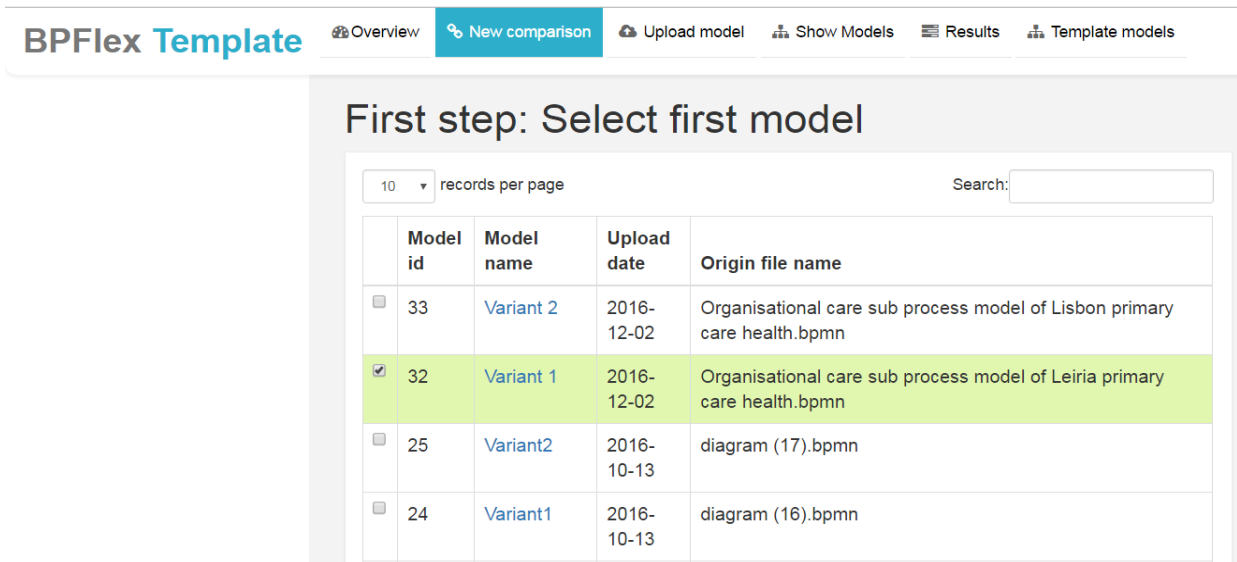 BPFlex Template
Overview
New comparison
Upload model
Show Models
Results
Template models
First step: Select first model
10 records per page
Search:
Model id
Model name
Upload date
Origin file name
33
Variant 2
2016-
12-02
Organisational care sub process model of Lisbon primary
care health.bpmn
32
Variant 1
2016-
12-02
Organisational care sub process model of Leiria primary
care health.bpmn
25
Variant2
2016-
10-13
diagram (17).bpmn
24
Variant1
2016-
10-13
diagram (16).bpmn